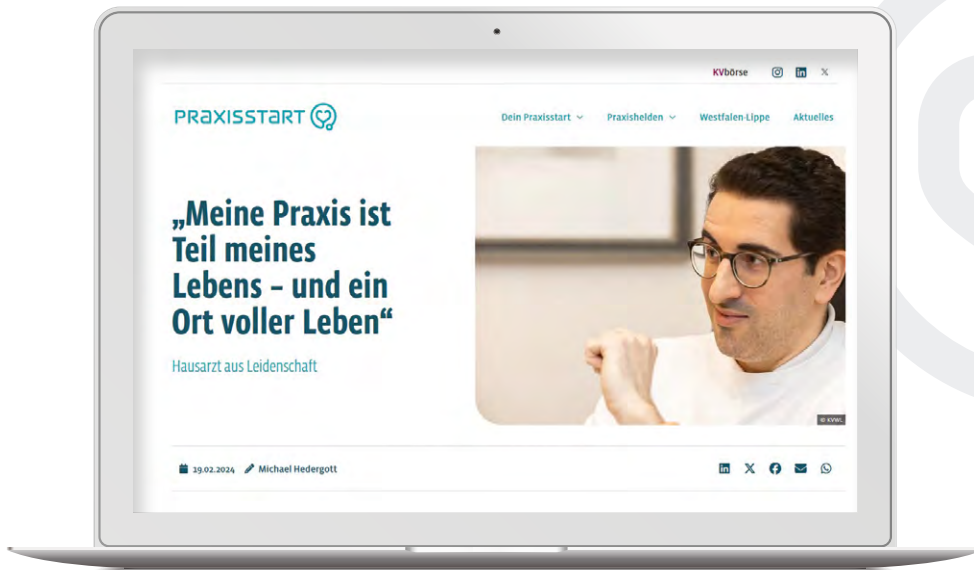 KVbörse
PRAXISSTART
Dein Praxisstart
Praxishelden
Westfalen-Lippe
Aktuelles
„Meine Praxis ist
Teil meines
Lebens – und ein
Ort voller Leben“
Hausarzt aus Leidenschaft
© KVWL
29.02.2024
Michael Hedergott